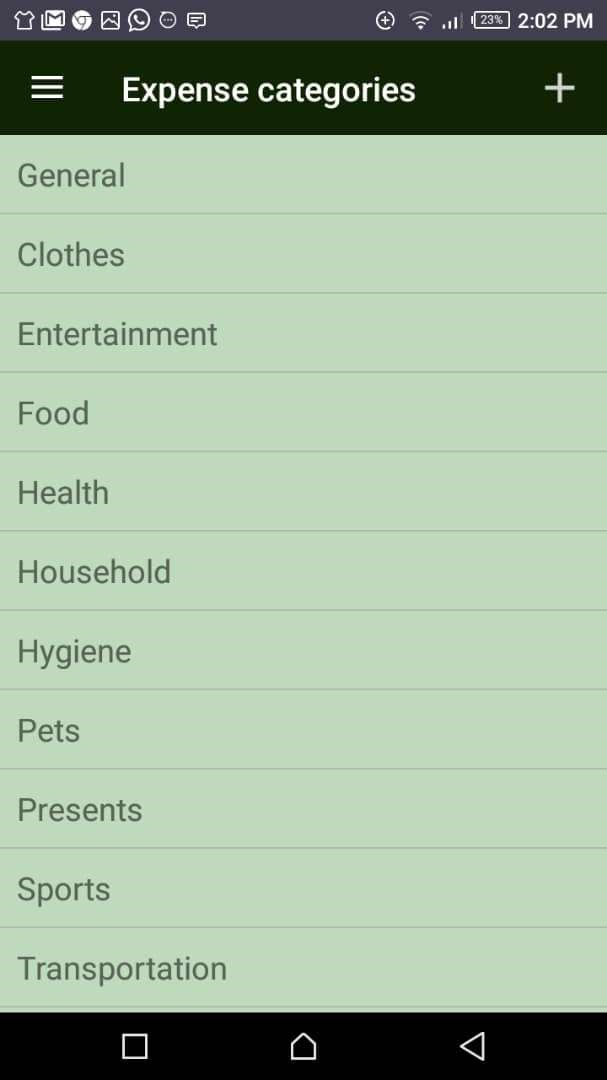 23% 2:02 PM
Expense categories
General
Clothes
Entertainment
Food
Health
Household
Hygiene
Pets
Presents
Sports
Transportation